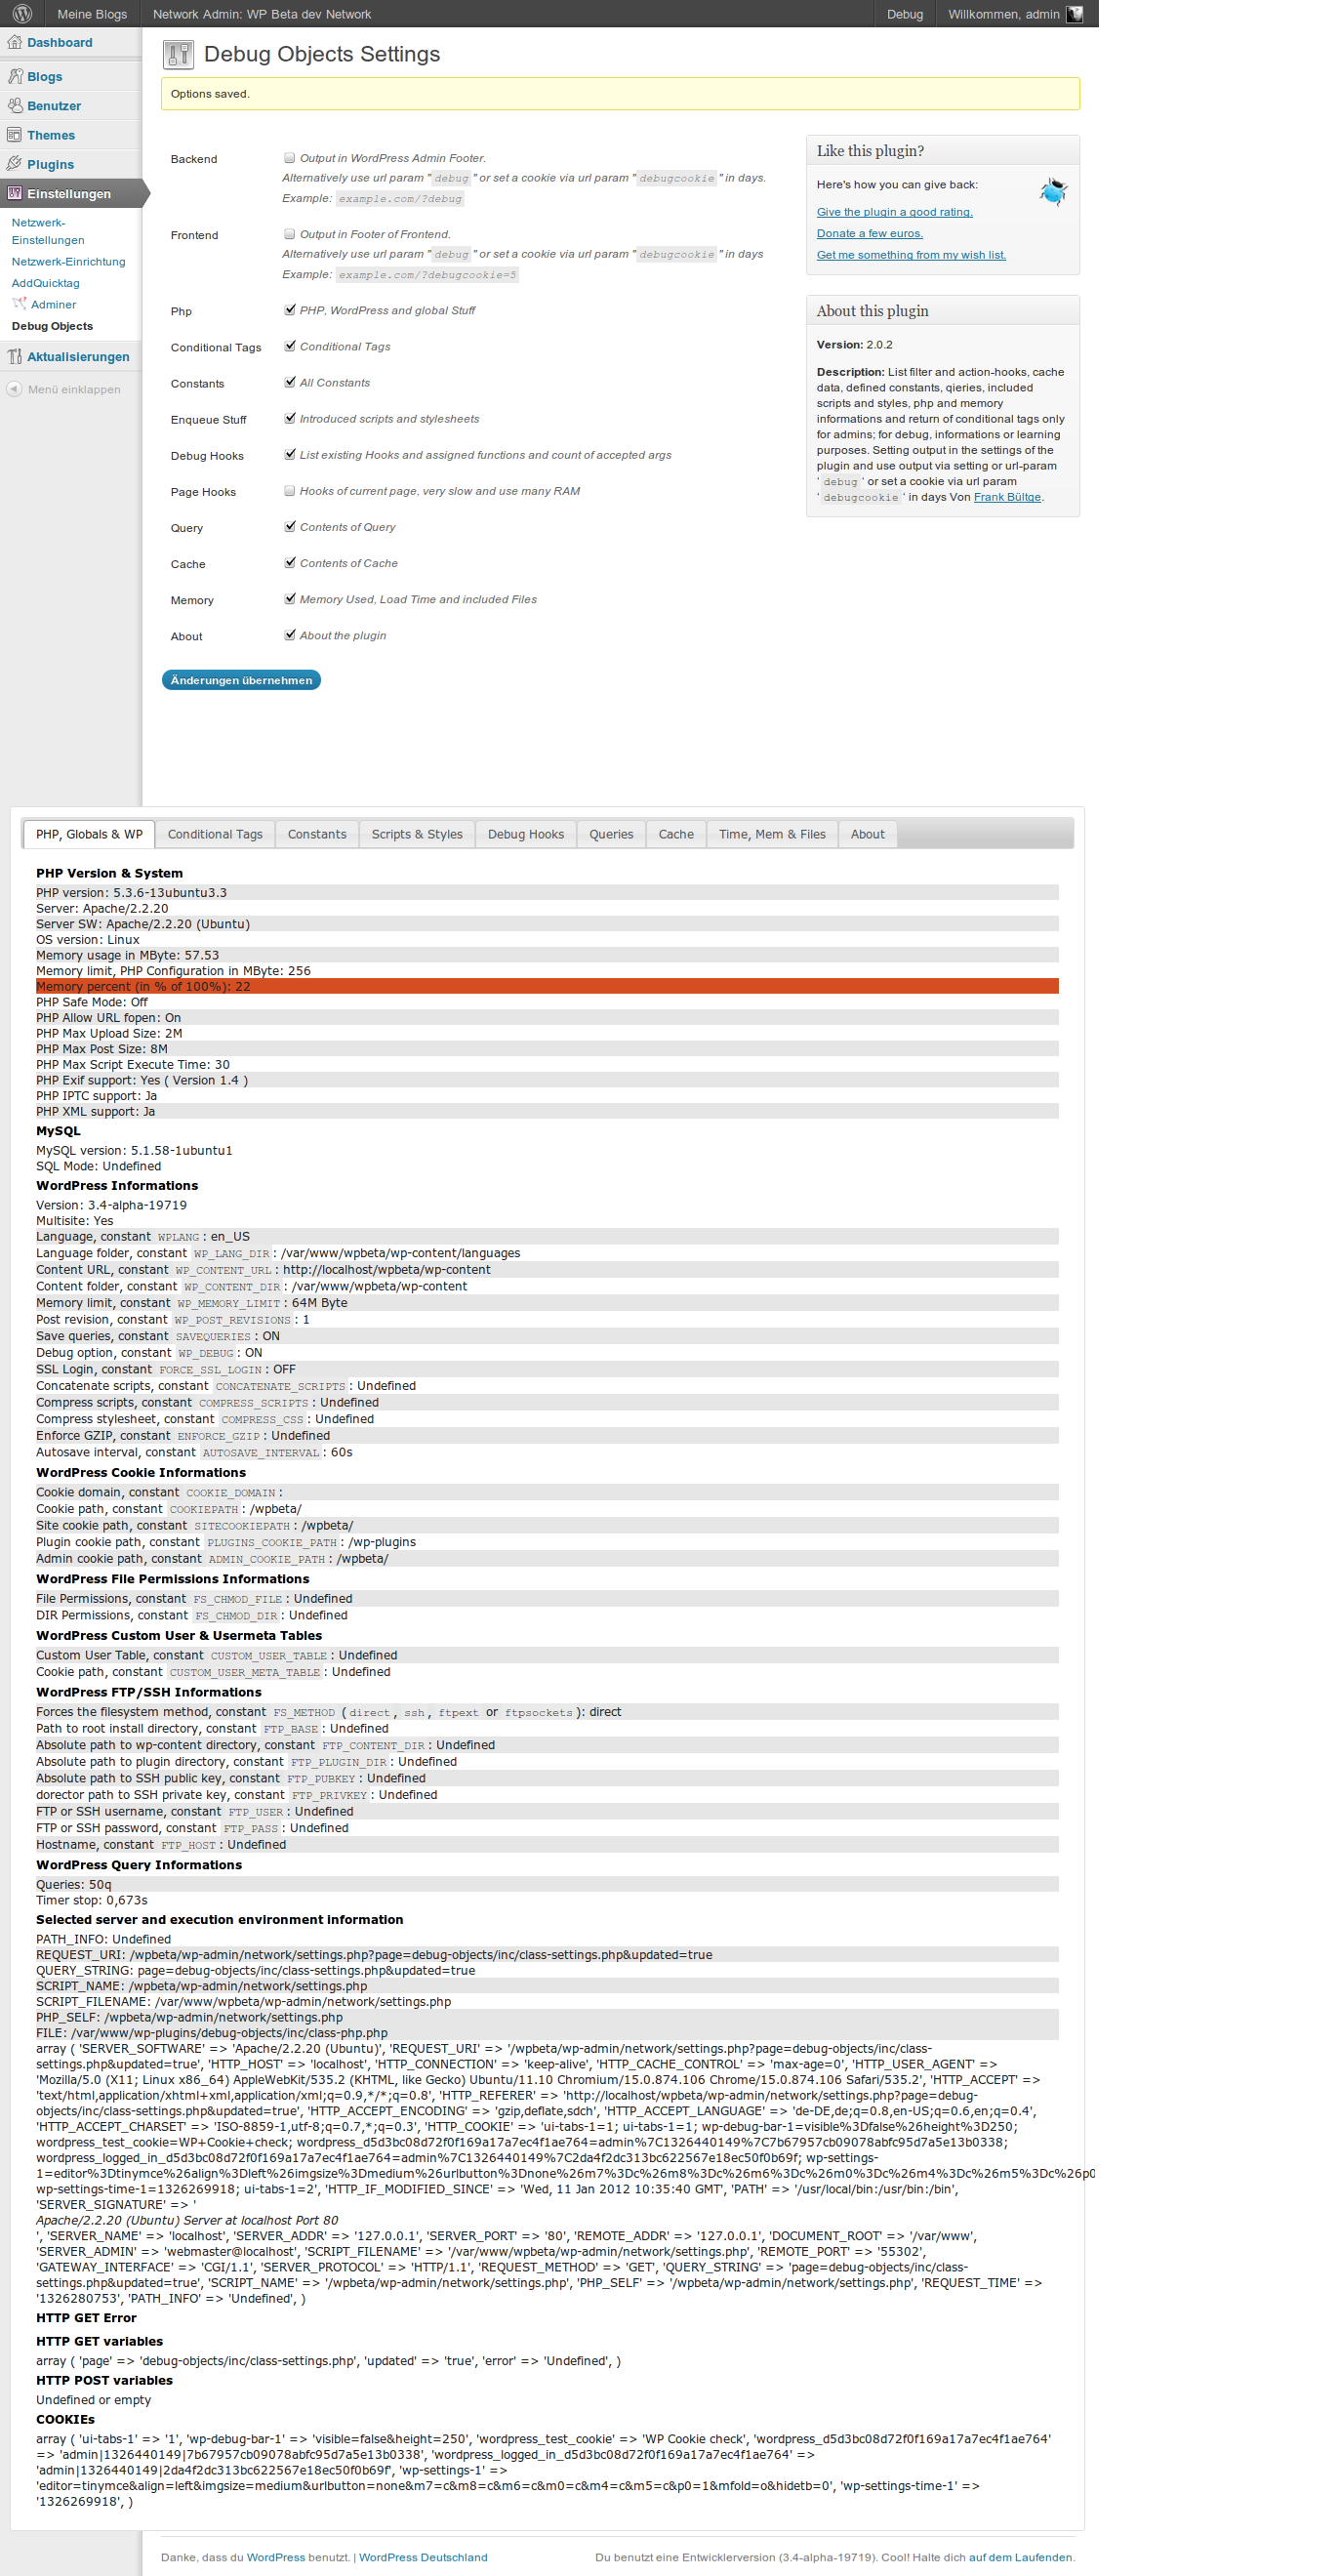 Meine Blogs Network Admin: WP Beta dev Network Debug Willkommen, admin
Dashboard
Blogs
Benutzer
Themes
Plugins
Einstellungen
Netzwerk-
Einstellungen
Netzwerk-Einrichtung
AddQuicktag
Adminer
Debug Objects
Aktualisierungen
Menü einklappen
Debug Objects Settings
Options saved.
Backend Output in WordPress Admin Footer.
Alternatively use url param "debug" or set a cookie via url param "debugcookie" in days.
Example: example.com/?debug
Frontend Output in Footer of Frontend.
Alternatively use url param "debug" or set a cookie via url param "debugcookie" in days
Example: example.com/?debugcookie=5
Php PHP, WordPress and global Stuff
Conditional Tags Conditional Tags
Constants All Constants
Enqueue Stuff Introduced scripts and stylesheets
Debug Hooks List existing Hooks and assigned functions and count of accepted args
Page Hooks Hooks of current page, very slow and use many RAM
Query Contents of Query
Cache Contents of Cache
Memory Memory Used, Load Time and included Files
About About the plugin
Änderungen übernehmen
Like this plugin?
Here's how you can give back:
Give the plugin a good rating.
Donate a few euros.
Get me something from my wish list.
About this plugin
Version: 2.0.2
Description: List filter and action-hooks, cache
data, defined constants, qieries, included
scripts and styles, php and memory
informations and return of conditional tags only
for admins; for debug, informations or learning
purposes. Setting output in the settings of the
plugin and use output via setting or url-param
'debug' or set a cookie via url param
'debugcookie' in days Von Frank Bültge.
PHP, Globals & WP Conditional Tags Constants Scripts & Styles Debug Hooks Queries Cache Time, Mem & Files About
PHP Version & System
PHP version: 5.3.6-13ubuntu3.3
Server: Apache/2.2.20
Server SW: Apache/2.2.20 (Ubuntu)
OS version: Linux
Memory usage in MByte: 57.53
Memory limit, PHP Configuration in MByte: 256
Memory percent (in % of 100%): 22
PHP Safe Mode: Off
PHP Allow URL fopen: On
PHP Max Upload Size: 2M
PHP Max Post Size: 8M
PHP Max Script Execute Time: 30
PHP Exif support: Yes ( Version 1.4 )
PHP IPTC support: Ja
PHP XML support: Ja
MySQL
MySQL version: 5.1.58-1ubuntu1
SQL Mode: Undefined
WordPress Informations
Version: 3.4-alpha-19719
Multisite: Yes
Language, constant WPLANG: en_US
Language folder, constant WP_LANG_DIR: /var/www/wpbeta/wp-content/languages
Content URL, constant WP_CONTENT_URL: http://localhost/wpbeta/wp-content
Content folder, constant WP_CONTENT_DIR: /var/www/wpbeta/wp-content
Memory limit, constant WP_MEMORY_LIMIT: 64M Byte
Post revision, constant WP_POST_REVISIONS: 1
Save queries, constant SAVEQUERIES: ON
Debug option, constant WP_DEBUG: ON
SSL Login, constant FORCE_SSL_LOGIN: OFF
Concatenate scripts, constant CONCATENATE_SCRIPTS: Undefined
Compress scripts, constant COMPRESS_SCRIPTS: Undefined
Compress stylesheet, constant COMPRESS_CSS: Undefined
Enforce GZIP, constant ENFORCE_GZIP: Undefined
Autosave interval, constant AUTOSAVE_INTERVAL: 60s
WordPress Cookie Informations
Cookie domain, constant COOKIE_DOMAIN:
Cookie path, constant COOKIEPATH: /wpbeta/
Site cookie path, constant SITECOOKIEPATH: /wpbeta/
Plugin cookie path, constant PLUGINS_COOKIE_PATH: /wp-plugins
Admin cookie path, constant ADMIN_COOKIE_PATH: /wpbeta/
WordPress File Permissions Informations
File Permissions, constant FS_CHMOD_FILE: Undefined
DIR Permissions, constant FS_CHMOD_DIR: Undefined
WordPress Custom User & Usermeta Tables
Custom User Table, constant CUSTOM_USER_TABLE: Undefined
Cookie path, constant CUSTOM_USER_META_TABLE: Undefined
WordPress FTP/SSH Informations
Forces the filesystem method, constant FS_METHOD (direct, ssh, ftpext or ftpsockets): direct
Path to root install directory, constant FTP_BASE: Undefined
Absolute path to wp-content directory, constant FTP_CONTENT_DIR: Undefined
Absolute path to plugin directory, constant FTP_PLUGIN_DIR: Undefined
Absolute path to SSH public key, constant FTP_PUBKEY: Undefined
dorector path to SSH private key, constant FTP_PRIVKEY: Undefined
FTP or SSH username, constant FTP_USER: Undefined
FTP or SSH password, constant FTP_PASS: Undefined
Hostname, constant FTP_HOST: Undefined
WordPress Query Informations
Queries: 50q
Timer stop: 0,673s
Selected server and execution environment information
PATH_INFO: Undefined
REQUEST_URI: /wpbeta/wp-admin/network/settings.php?page=debug-objects/inc/class-settings.php&updated=true
QUERY_STRING: page=debug-objects/inc/class-settings.php&updated=true
SCRIPT_NAME: /wpbeta/wp-admin/network/settings.php
SCRIPT_FILENAME: /var/www/wpbeta/wp-admin/network/settings.php
PHP_SELF: /wpbeta/wp-admin/network/settings.php
FILE: /var/www/wp-plugins/debug-objects/inc/class-php.php
array ( 'SERVER_SOFTWARE' => 'Apache/2.2.20 (Ubuntu)', 'REQUEST_URI' => '/wpbeta/wp-admin/network/settings.php?page=debug-objects/inc/class-
settings.php&updated=true', 'HTTP_HOST' => 'localhost', 'HTTP_CONNECTION' => 'keep-alive', 'HTTP_CACHE_CONTROL' => 'max-age=0', 'HTTP_USER_AGENT' =>
'Mozilla/5.0 (X11; Linux x86_64) AppleWebKit/535.2 (KHTML, like Gecko) Ubuntu/11.10 Chromium/15.0.874.106 Chrome/15.0.874.106 Safari/535.2', 'HTTP_ACCEPT' =>
'text/html,application/xhtml+xml,application/xml;q=0.9,*/*;q=0.8', 'HTTP_REFERER' => 'http://localhost/wpbeta/wp-admin/network/settings.php?page=debug-
objects/inc/class-settings.php&updated=true', 'HTTP_ACCEPT_ENCODING' => 'gzip,deflate,sdch', 'HTTP_ACCEPT_LANGUAGE' => 'de-DE,de;q=0.8,en-US;q=0.6,en;q=0.4',
'HTTP_ACCEPT_CHARSET' => 'ISO-8859-1,utf-8;q=0.7,*;q=0.3', 'HTTP_COOKIE' => 'ui-tabs-1=1; ui-tabs-1=1; wp-debug-bar-1=visible%3Dfalse%26height%3D250;
wordpress_test_cookie=WP+Cookie+check; wordpress_d5d3bc08d72f0f169a17a7ec4f1ae764=admin%7C1326440149%7C7b67957cb09078abfc95d7a5e13b0338;
wordpress_logged_in_d5d3bc08d72f0f169a17a7ec4f1ae764=admin%7C1326440149%7C2da4f2dc313bc622567e18ec50f0b69f; wp-settings-
1=editor%3Dtinymce%26align%3Dleft%26imgsize%3Dmedium%26urlbutton%3Dnone%26m7%3Dc%26m8%3Dc%26m6%3Dc%26m0%3Dc%26m4%3Dc%26m5%3Dc%26p0
wp-settings-time-1=1326269918; ui-tabs-1=2', 'HTTP_IF_MODIFIED_SINCE' => 'Wed, 11 Jan 2012 10:35:40 GMT', 'PATH' => '/usr/local/bin:/usr/bin:/bin',
'SERVER_SIGNATURE' => '
Apache/2.2.20 (Ubuntu) Server at localhost Port 80
', 'SERVER_NAME' => 'localhost', 'SERVER_ADDR' => '127.0.0.1', 'SERVER_PORT' => '80', 'REMOTE_ADDR' => '127.0.0.1', 'DOCUMENT_ROOT' => '/var/www',
'SERVER_ADMIN' => 'webmaster@localhost', 'SCRIPT_FILENAME' => '/var/www/wpbeta/wp-admin/network/settings.php', 'REMOTE_PORT' => '55302',
'GATEWAY_INTERFACE' => 'CGI/1.1', 'SERVER_PROTOCOL' => 'HTTP/1.1', 'REQUEST_METHOD' => 'GET', 'QUERY_STRING' => 'page=debug-objects/inc/class-
settings.php&updated=true', 'SCRIPT_NAME' => '/wpbeta/wp-admin/network/settings.php', 'PHP_SELF' => '/wpbeta/wp-admin/network/settings.php', 'REQUEST_TIME' =>
'1326280753', 'PATH_INFO' => 'Undefined', )
HTTP GET Error
HTTP GET variables
array ( 'page' => 'debug-objects/inc/class-settings.php', 'updated' => 'true', 'error' => 'Undefined', )
HTTP POST variables
Undefined or empty
COOKIEs
array ( 'ui-tabs-1' => '1', 'wp-debug-bar-1' => 'visible=false&height=250', 'wordpress_test_cookie' => 'WP Cookie check', 'wordpress_d5d3bc08d72f0f169a17a7ec4f1ae764'
=> 'admin|1326440149|7b67957cb09078abfc95d7a5e13b0338', 'wordpress_logged_in_d5d3bc08d72f0f169a17a7ec4f1ae764' =>
'admin|1326440149|2da4f2dc313bc622567e18ec50f0b69f', 'wp-settings-1' =>
'editor=tinymce&align=left&imgsize=medium&urlbutton=none&m7=c&m8=c&m6=c&m0=c&m4=c&m5=c&p0=1&mfold=o&hidetb=0', 'wp-settings-time-1' =>
'1326269918', )
Danke, dass du WordPress benutzt. | WordPress Deutschland Du benutzt eine Entwicklerversion (3.4-alpha-19719). Cool! Halte dich auf dem Laufenden.